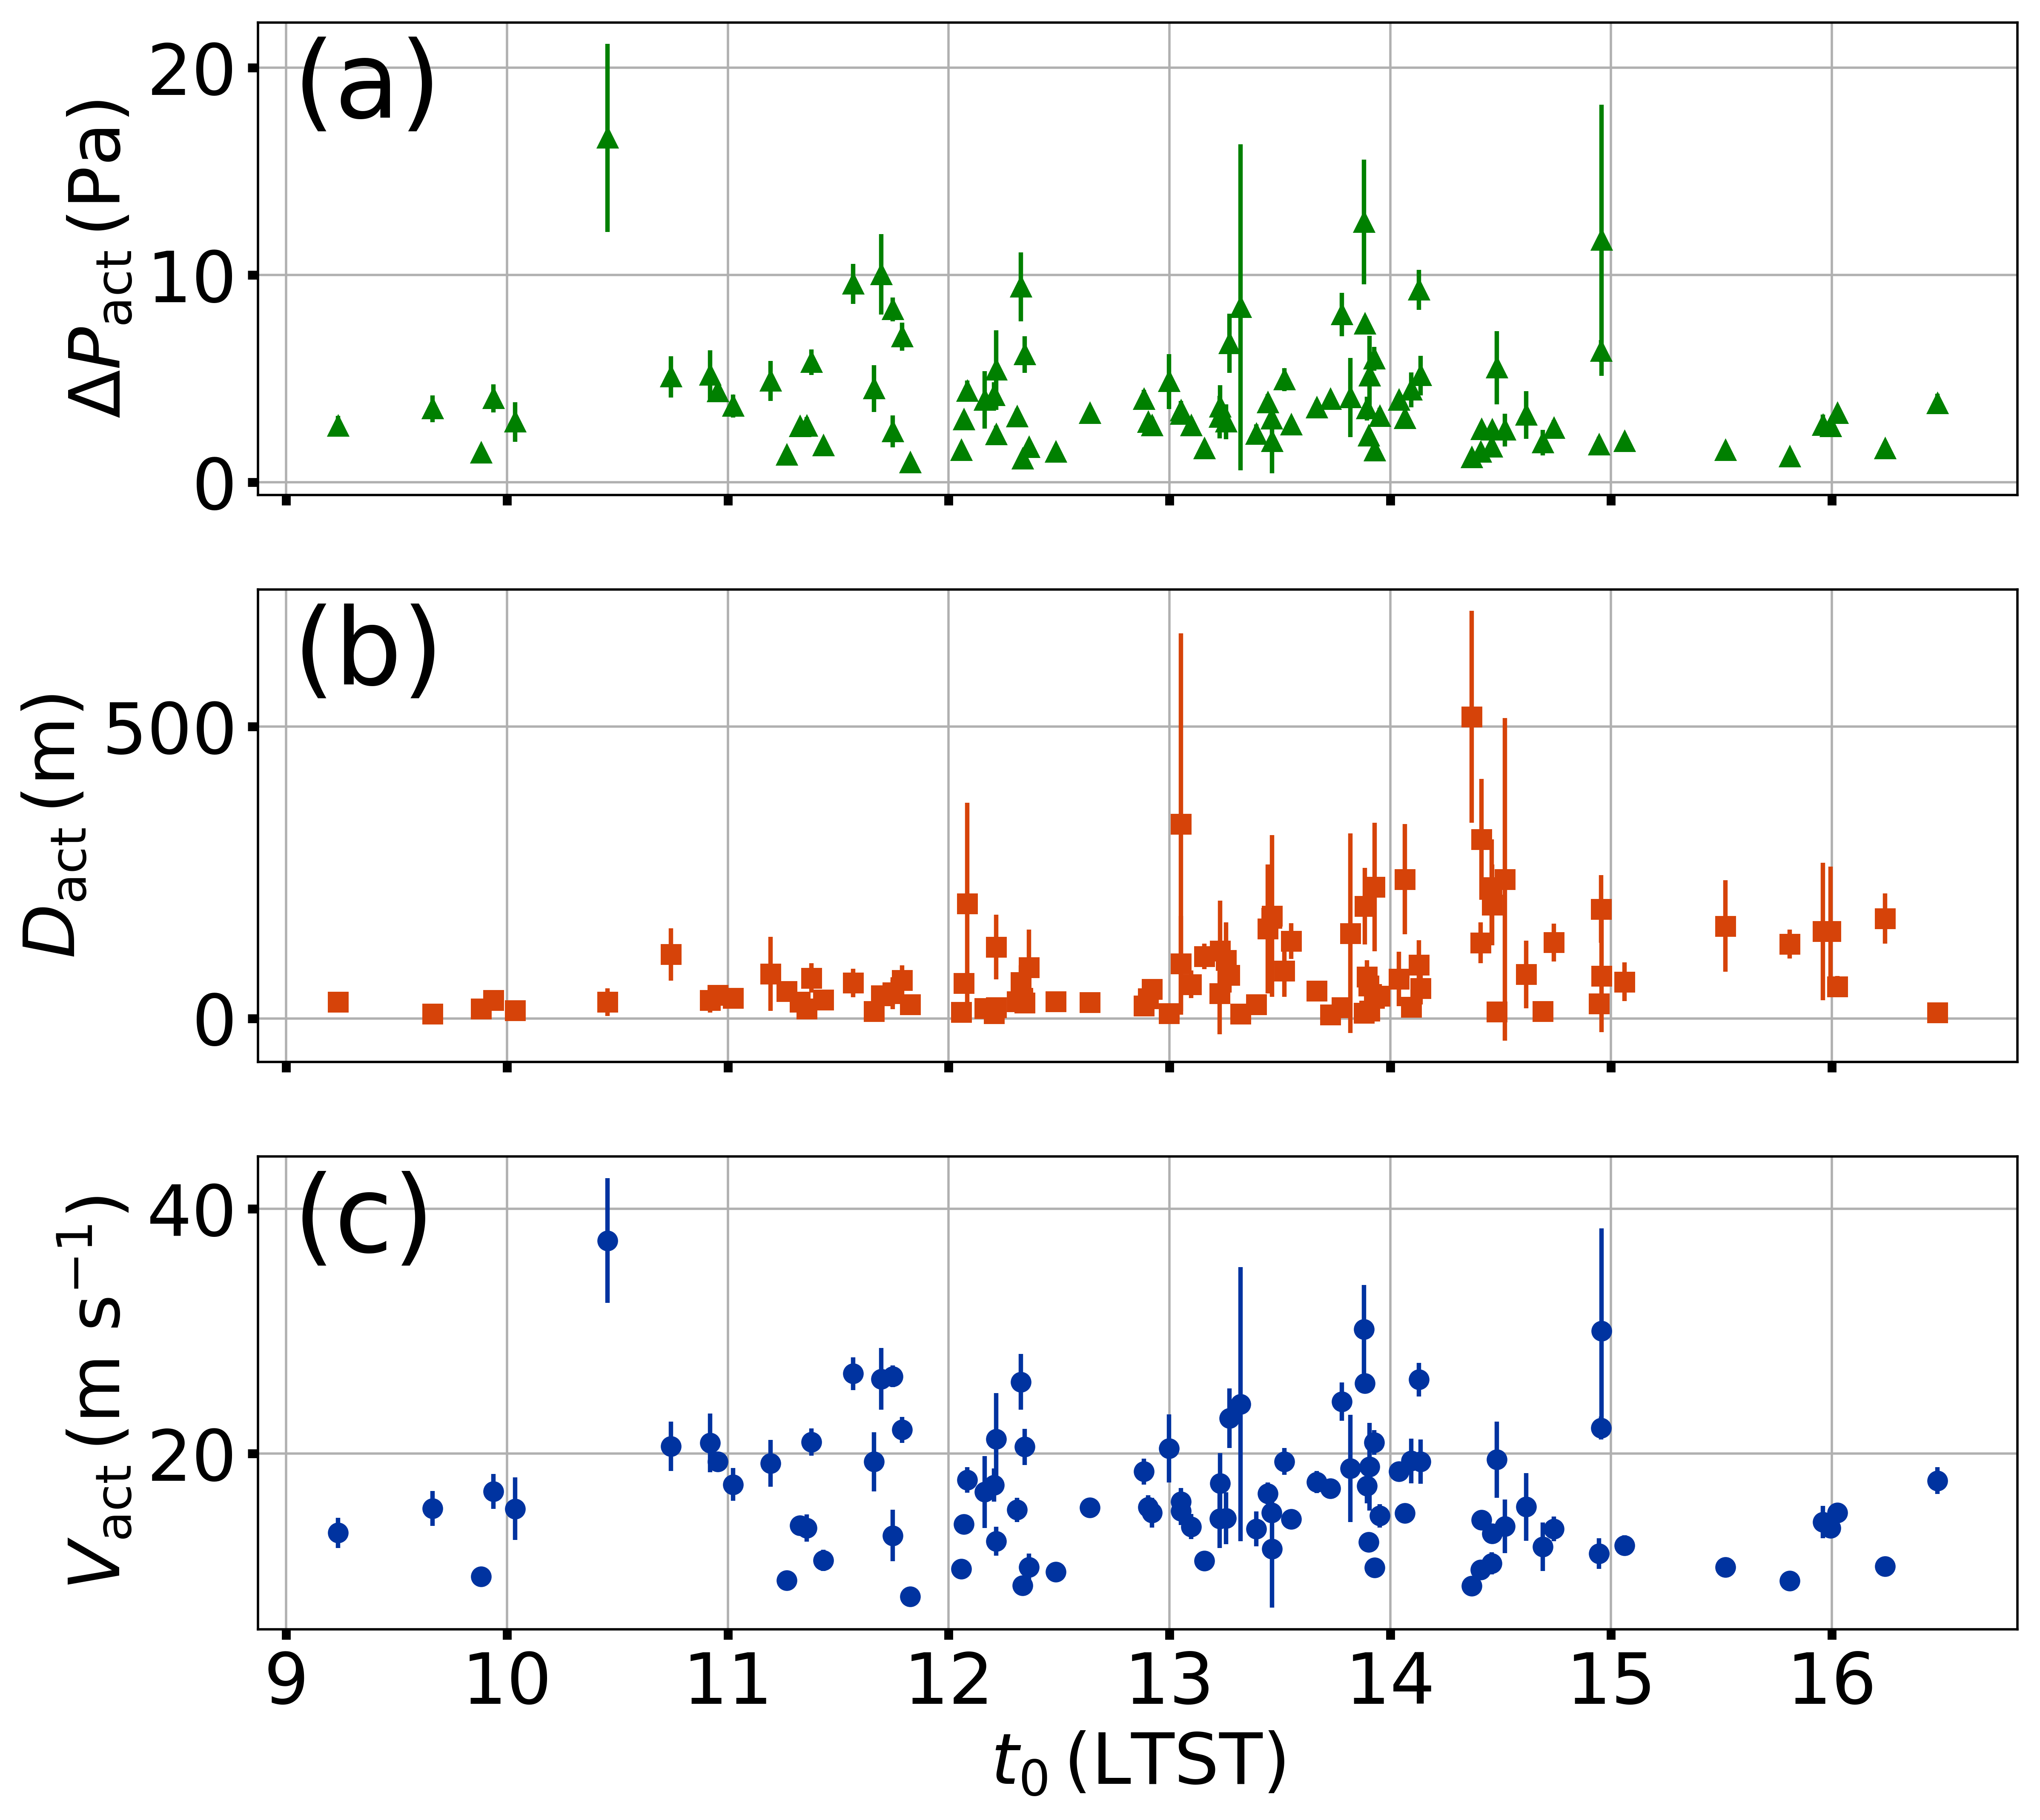 (a)
20
10
0
ΔP_act (Pa)
(b)
500
0
D_act (m)
(c)
40
20
V_act (m s⁻¹)
9 10 11 12 13 14 15 16
t₀ (LTST)